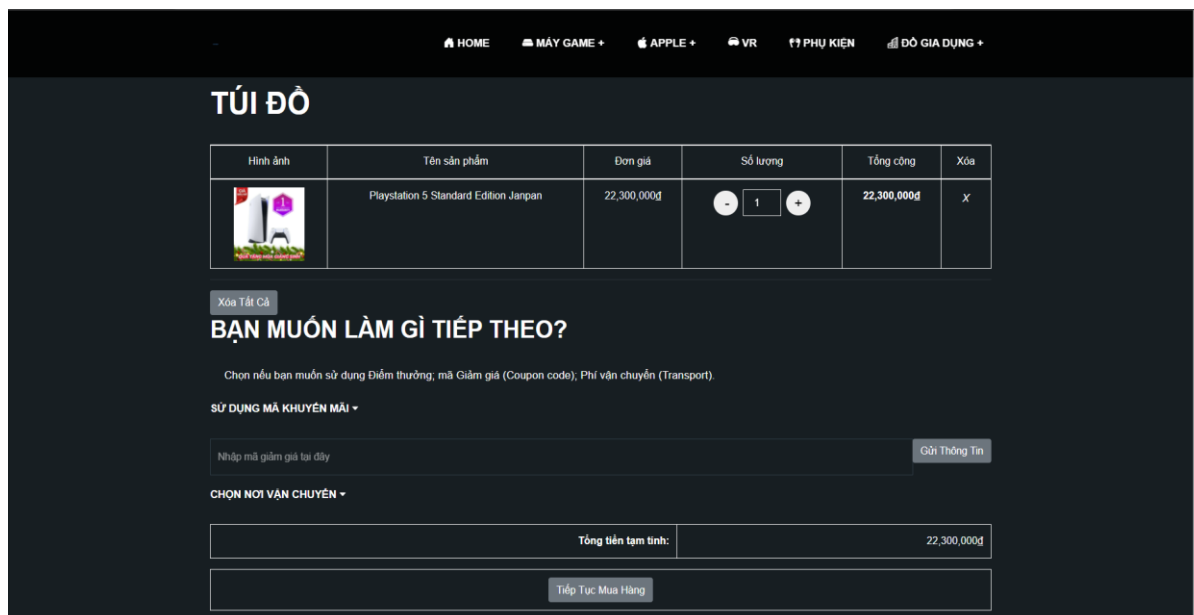 HOME MÁY GAME + APPLE + VR PHỤ KIỆN ĐỒ GIA DỤNG +
TÚI ĐỒ
Hình ảnh Tên sản phẩm Đơn giá Số lượng Tổng cộng Xóa
Playstation 5 Standard Edition Janpan 22,300,000₫ - 1 + 22,300,000₫ X
Xóa Tất Cả
BẠN MUỐN LÀM GÌ TIẾP THEO?
Chọn nếu bạn muốn sử dụng Điểm thưởng; mã Giảm giá (Coupon code); Phí vận chuyển (Transport).
SỬ DỤNG MÃ KHUYẾN MÃI
Nhập mã giảm giá tại đây Gửi Thông Tin
CHỌN NƠI VẬN CHUYỂN
Tổng tiền tạm tính: 22,300,000₫
Tiếp Tục Mua Hàng